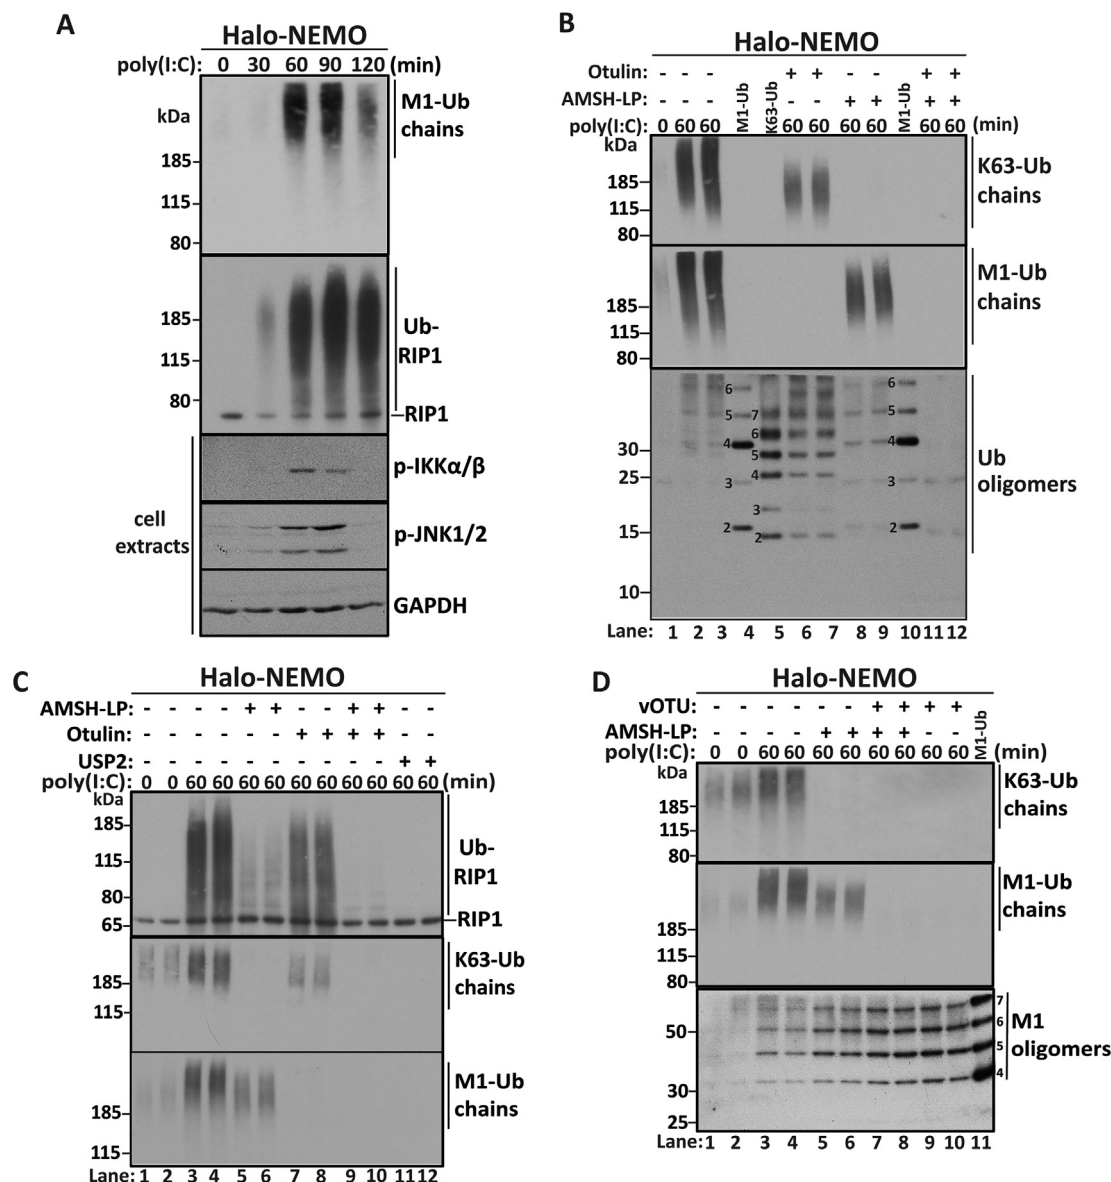 A
Halo-NEMO
poly(I:C): 0 30 60 90 120 (min)
kDa
M1-Ub
chains
185
115
80
185
115
80
Ub-
RIP1
RIP1
p-IKKα/β
cell
extracts
p-JNK1/2
GAPDH
B
Halo-NEMO
Otulin: - - - + + - - + +
AMSH-LP: - - - M1-Ub K63-Ub - - + + M1-Ub + +
poly(I:C): 0 60 60 60 60 60 60 60 60 (min)
kDa
185
115
80
K63-Ub
chains
185
115
80
M1-Ub
chains
6 5 4 3 2
7 6 5 4 3 2
6 5 4 3 2
30
25
15
10
Ub
oligomers
Lane: 1 2 3 4 5 6 7 8 9 10 11 12
C
Halo-NEMO
AMSH-LP: - - - - + + - - + + - -
Otulin: - - - - - - + + + + - -
USP2: - - - - - - - - - - + +
poly(I:C): 0 0 60 60 60 60 60 60 60 60 60 60 (min)
kDa
185
115
80
65
Ub-
RIP1
RIP1
185
115
K63-Ub
chains
185
115
M1-Ub
chains
Lane: 1 2 3 4 5 6 7 8 9 10 11 12
D
Halo-NEMO
vOTU: - - - - - - + + + +
AMSH-LP: - - - - + + + + - - M1-Ub
poly(I:C): 0 0 60 60 60 60 60 60 60 60 (min)
kDa
185
115
80
K63-Ub
chains
185
115
80
M1-Ub
chains
50
30
25
7
6
5
4
M1
oligomers
Lane: 1 2 3 4 5 6 7 8 9 10 11